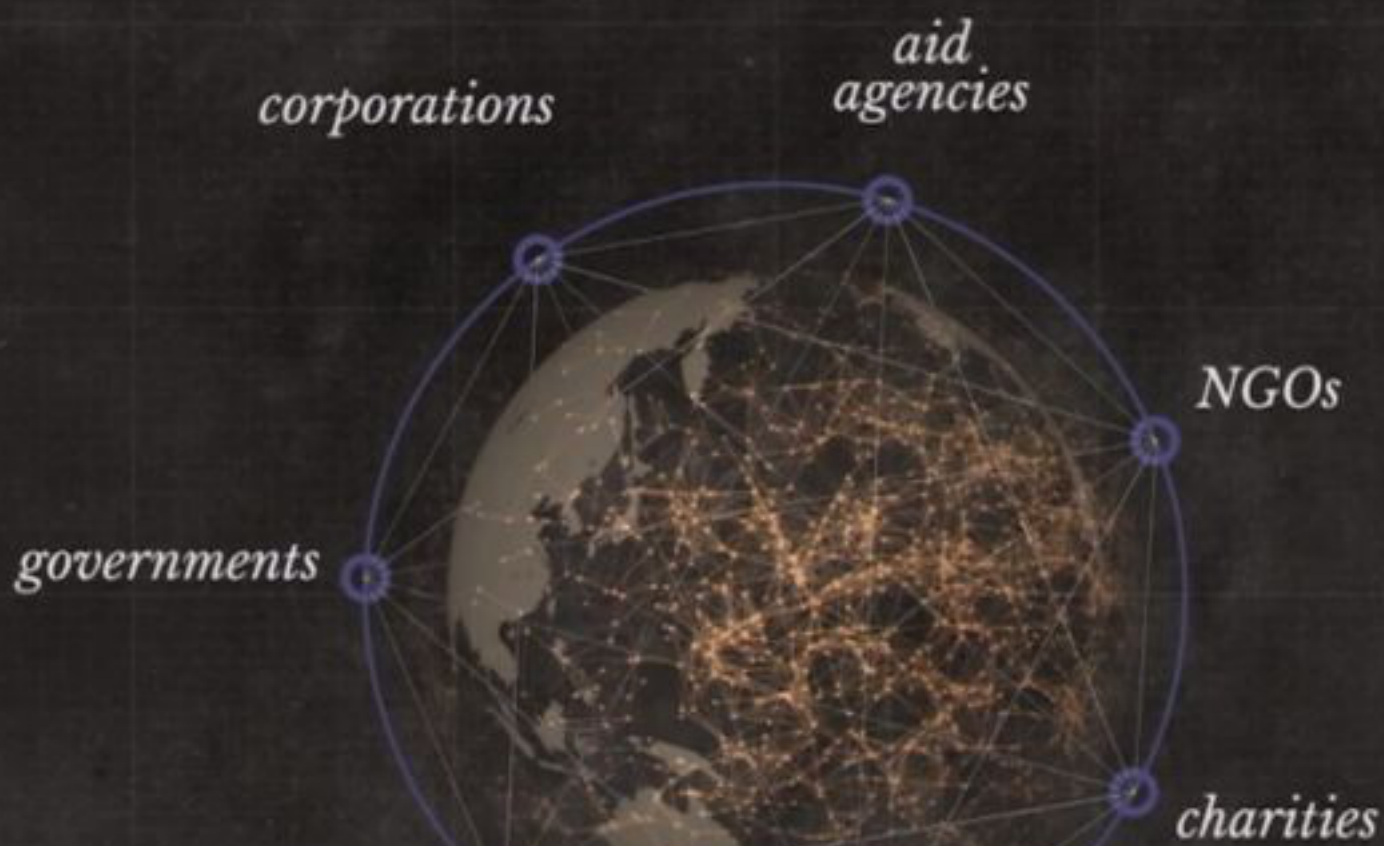 aid
agencies
corporations
NGOs
governments
charities